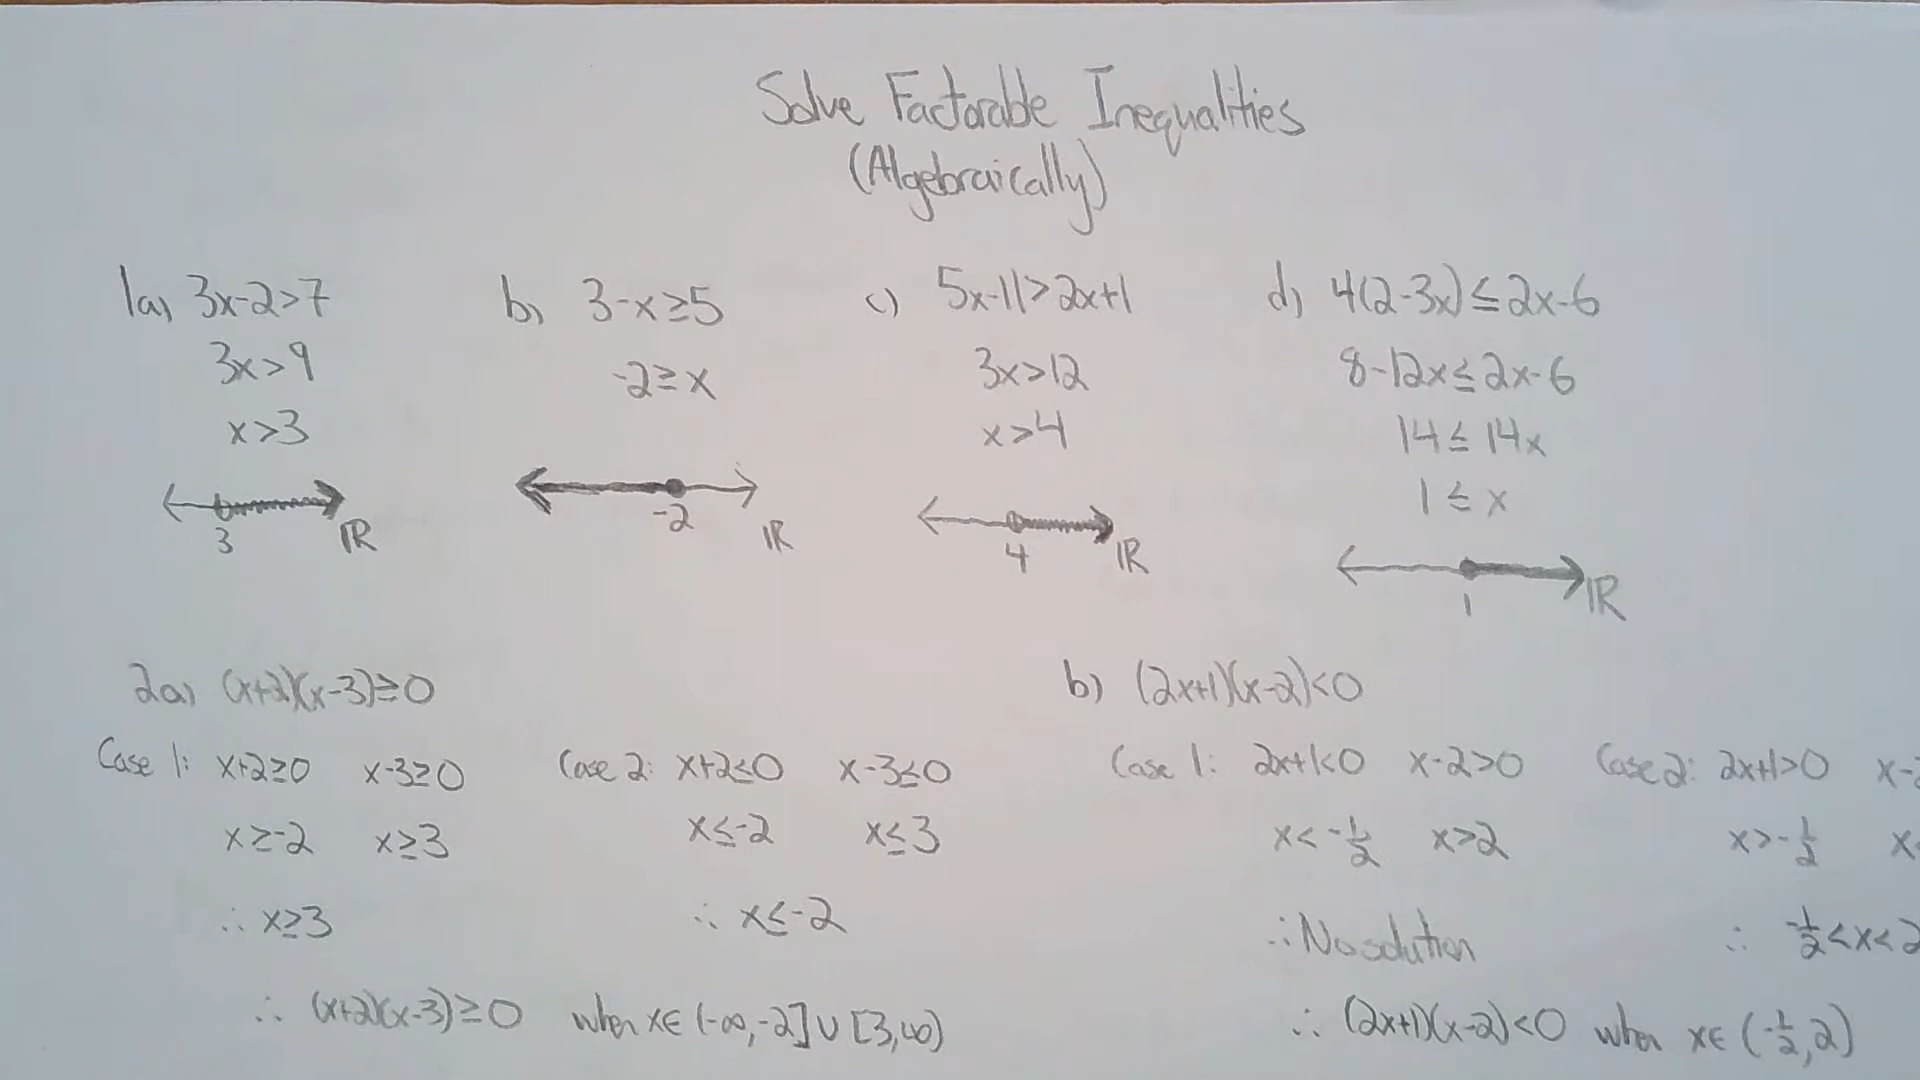 Solve Factorable Inequalities
(Algebraically)
1a) 3x-2>7
3x>9
x>3
3
ℝ
b) 3-x≥5
-2≥x
-2
ℝ
c) 5x-11>2x+1
3x>12
x>4
4
ℝ
d) 4(2-3x)≤2x-6
8-12x≤2x-6
14≤14x
1≤x
1
ℝ
2a) (x+2)(x-3)≥0
Case 1: x+2≥0 x-3≥0
x≥-2 x≥3
∴ x≥3
Case 2: x+2≤0 x-3≤0
x≤-2 x≤3
∴ x≤-2
∴ (x+2)(x-3)≥0 when x∈(-∞,-2]∪[3,∞)
b) (2x+1)(x-2)<0
Case 1: 2x+1<0 x-2>0
x<-1/2 x>2
∴ No solution
Case 2: 2x+1>0 x-
x>-1/2 x<
∴ -1/2<x<2
∴ (2x+1)(x-2)<0 when x∈(-1/2,2)